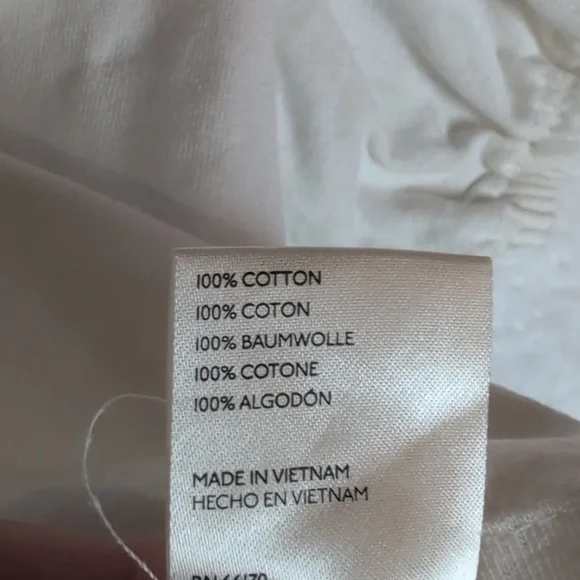 100% COTTON
100% COTON
100% BAUMWOLLE
100% COTONE
100% ALGODÓN
MADE IN VIETNAM
HECHO EN VIETNAM